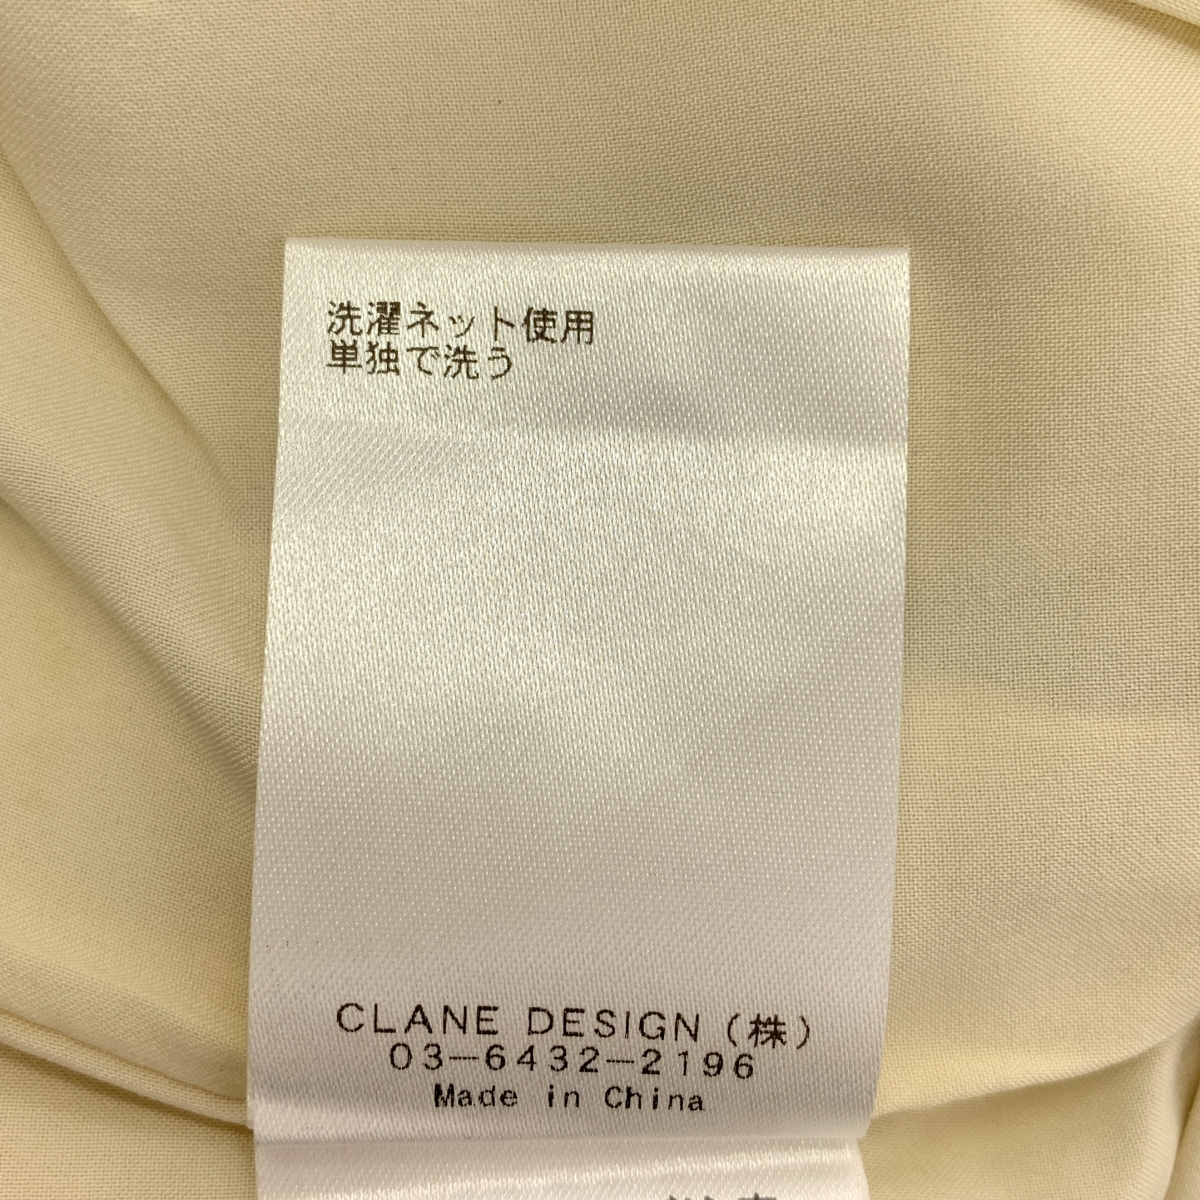 洗濯ネット使用
単独で洗う
CLANE DESIGN (株)
03-6432-2196
Made in China